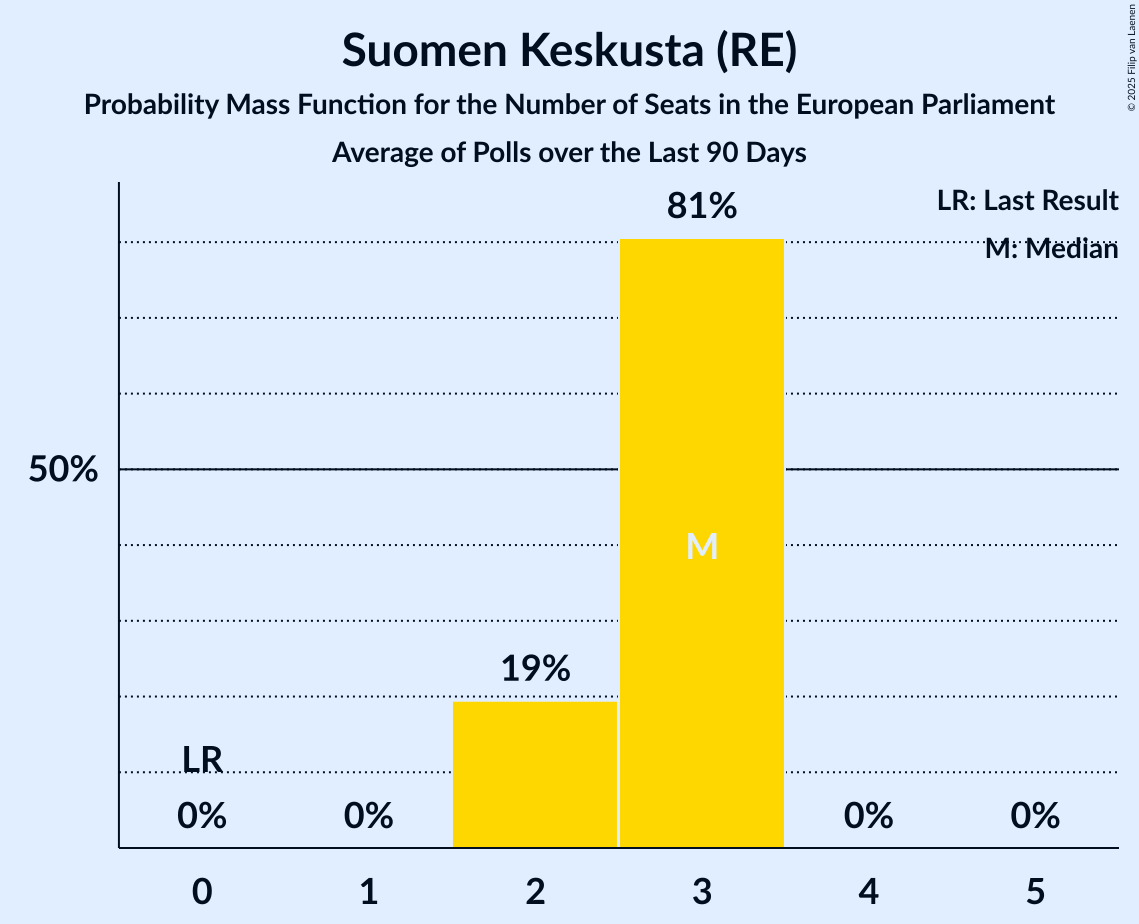 Suomen Keskusta (RE)
Probability Mass Function for the Number of Seats in the European Parliament
Average of Polls over the Last 90 Days
© 2025 Filip van Laenen
LR: Last Result
M: Median
81%
50%
M
19%
LR
0%
0%
0%
0%
0
1
2
3
4
5